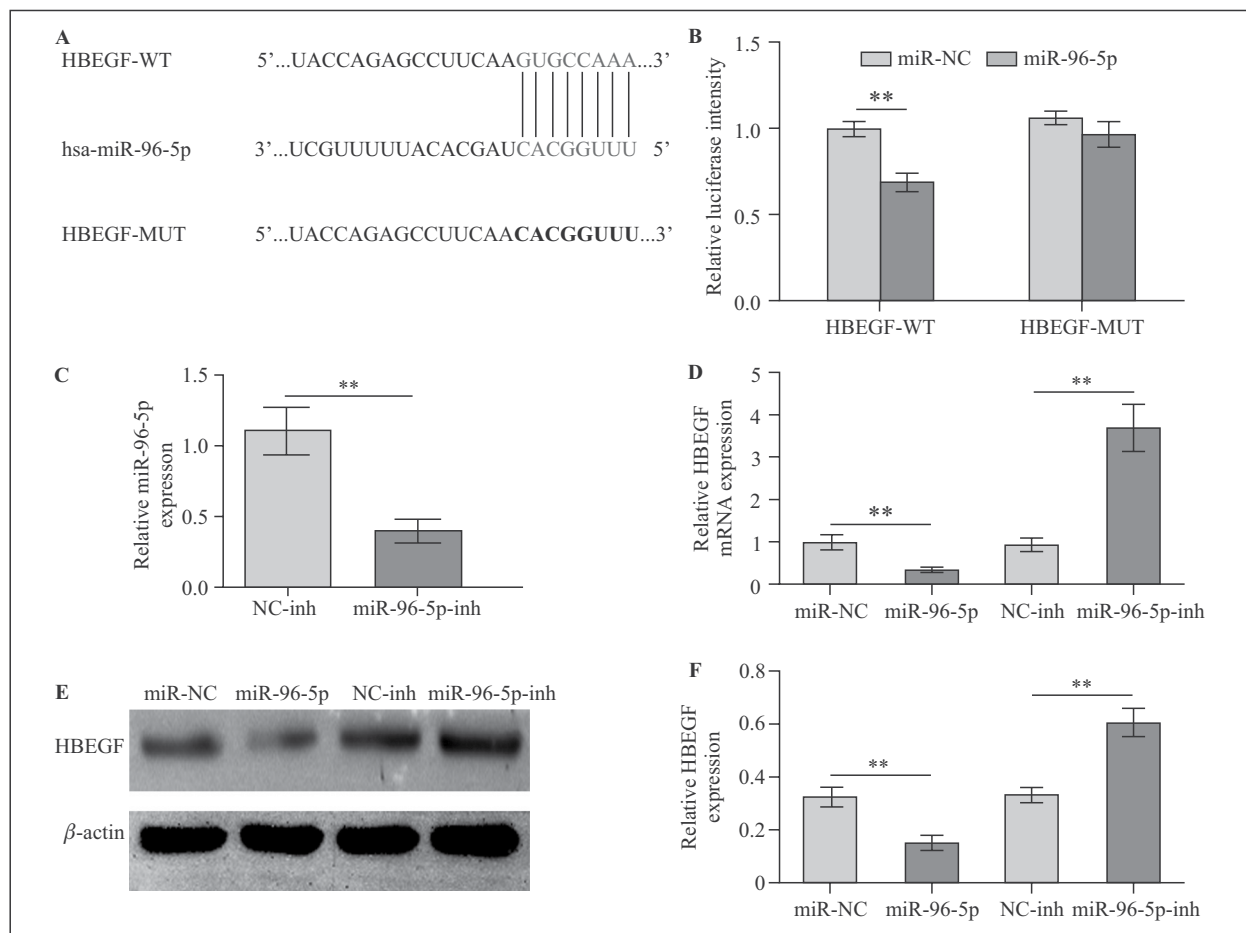 A
HBEGF-WT 5’...UACCAGAGCCUUCAAGUGCCAAA...3’
hsa-miR-96-5p 3’...UCGUUUUUACACGAUCACGGUUU 5’
HBEGF-MUT 5’...UACCAGAGCCUUCAACACGGUUU...3’
B
miR-NC miR-96-5p
Relative luciferase intensity
1.5
1.0
0.5
0.0
**
HBEGF-WT HBEGF-MUT
C
Relative miR-96-5p
expresson
1.5
1.0
0.5
0.0
**
NC-inh miR-96-5p-inh
D
Relative HBEGF
mRNA expression
5
4
2
1
0
**
**
miR-NC miR-96-5p NC-inh miR-96-5p-inh
E
miR-NC miR-96-5p NC-inh miR-96-5p-inh
HBEGF
β-actin
F
Relative HBEGF
expression
0.8
0.6
0.4
0.2
0
**
**
miR-NC miR-96-5p NC-inh miR-96-5p-inh